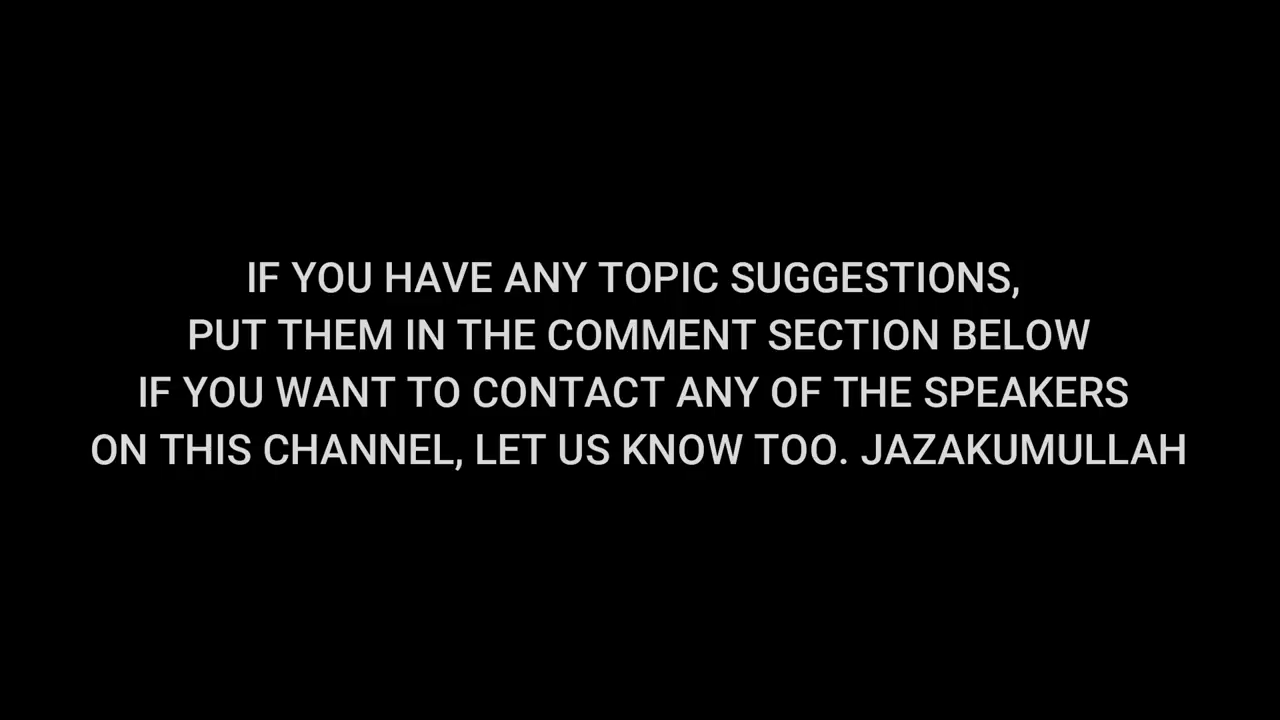 IF YOU HAVE ANY TOPIC SUGGESTIONS,
PUT THEM IN THE COMMENT SECTION BELOW
IF YOU WANT TO CONTACT ANY OF THE SPEAKERS
ON THIS CHANNEL, LET US KNOW TOO. JAZAKUMULLAH